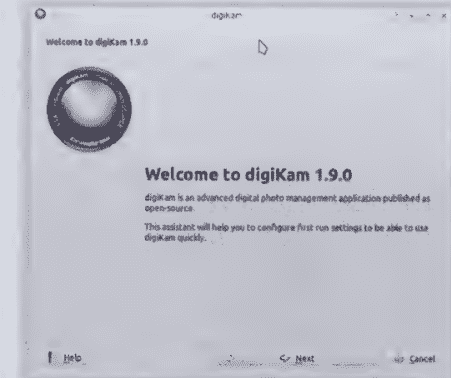 digiKam
Welcome to digiKam 1.9.0
digiKam
Welcome to digiKam 1.9.0
digiKam is an advanced digital photo management application published as
open-source.
This assistant will help you to configure first run settings to be able to use
digiKam quickly.
Help
Next
Cancel